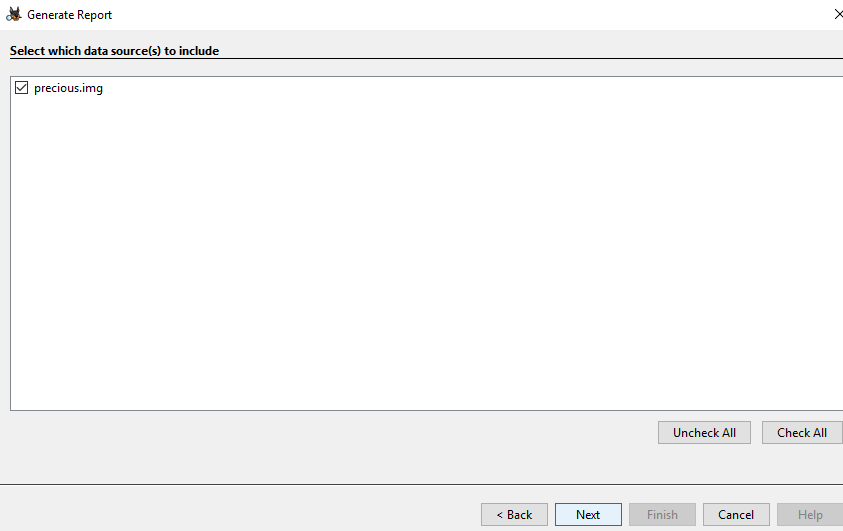 Generate Report
Select which data source(s) to include
precious.img
Uncheck All Check All
< Back Next Finish Cancel Help